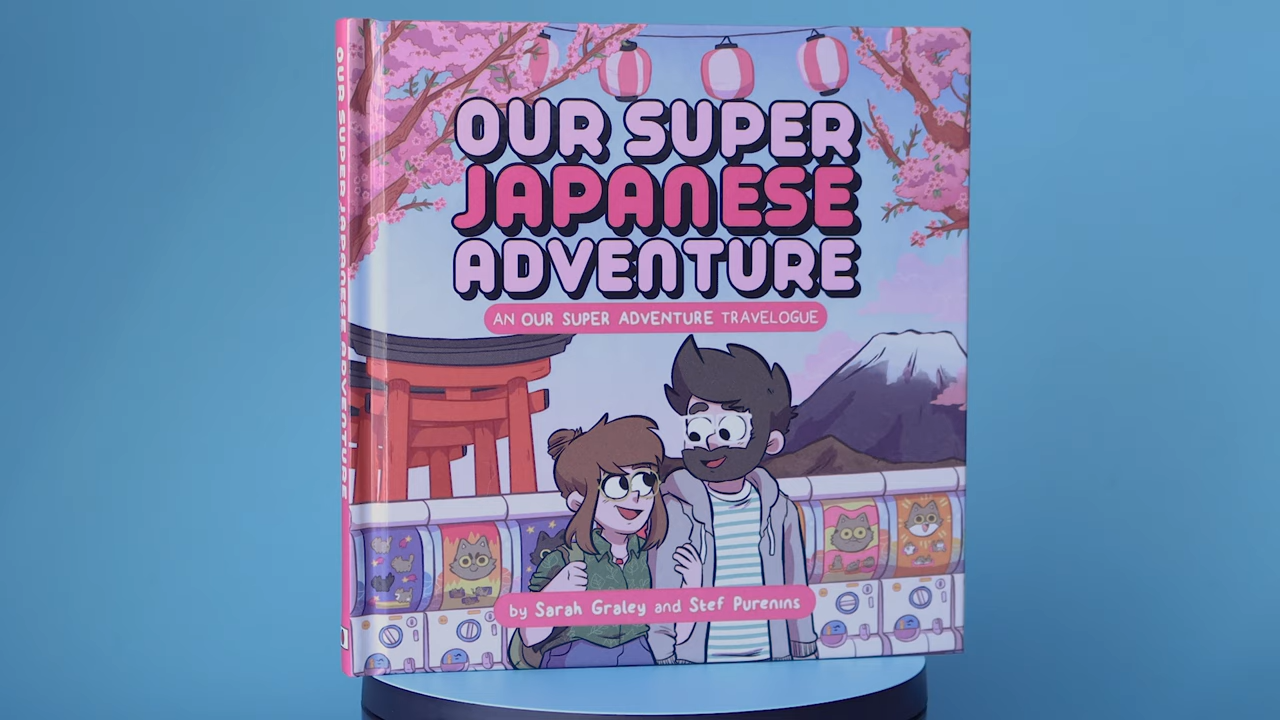 OUR SUPER JAPANESE ADVENTURE
OUR SUPER
JAPANESE
ADVENTURE
AN OUR SUPER ADVENTURE TRAVELOGUE
by Sarah Graley and Stef Purenins